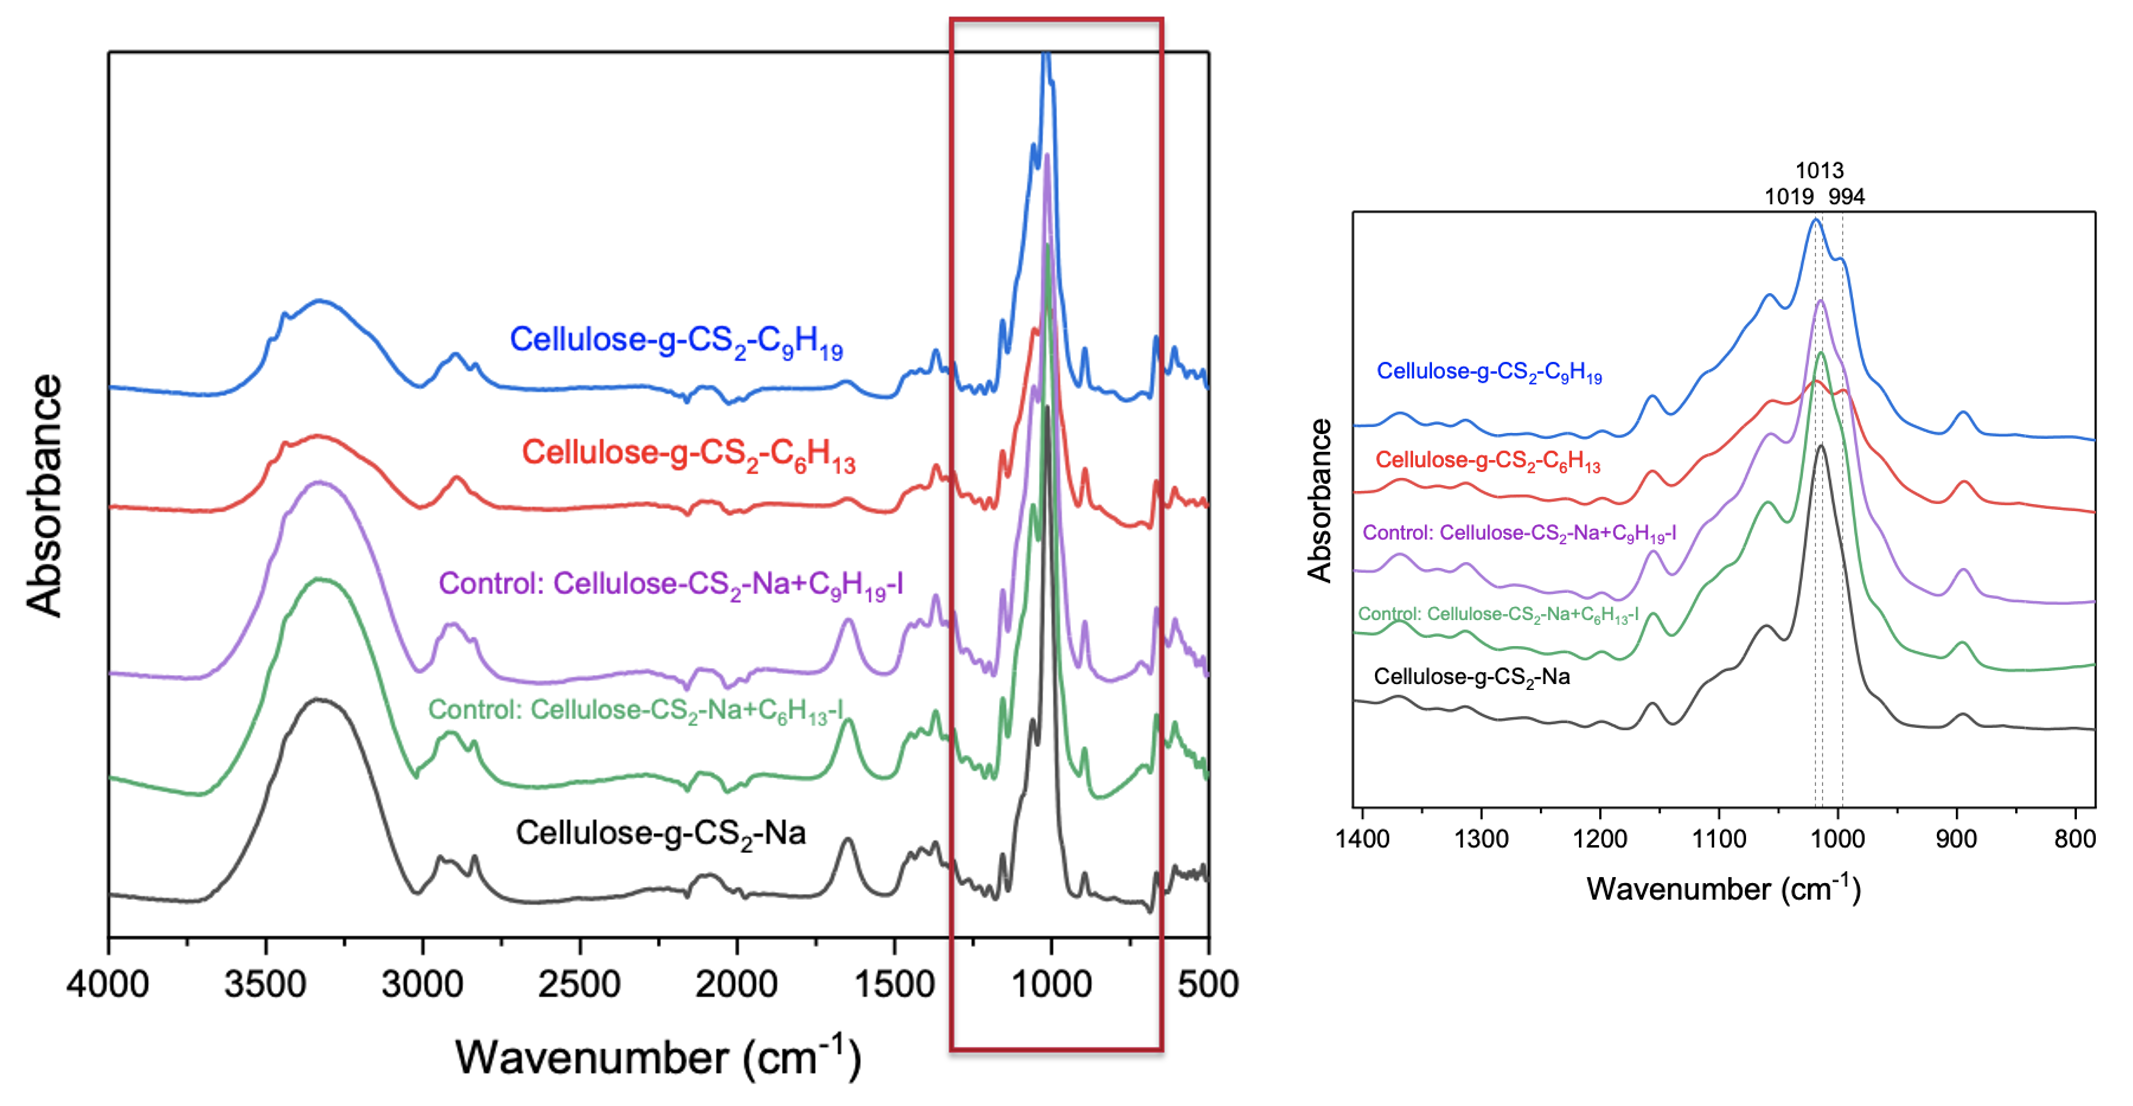 Absorbance
Cellulose-g-CS₂-C₉H₁₉
Cellulose-g-CS₂-C₆H₁₃
Control: Cellulose-CS₂-Na+C₉H₁₉-I
Control: Cellulose-CS₂-Na+C₆H₁₃-I
Cellulose-g-CS₂-Na
4000 3500 3000 2500 2000 1500 1000 500
Wavenumber (cm⁻¹)
1013
1019 994
Absorbance
Cellulose-g-CS₂-C₉H₁₉
Cellulose-g-CS₂-C₆H₁₃
Control: Cellulose-CS₂-Na+C₉H₁₉-I
Control: Cellulose-CS₂-Na+C₆H₁₃-I
Cellulose-g-CS₂-Na
1400 1300 1200 1100 1000 900 800
Wavenumber (cm⁻¹)